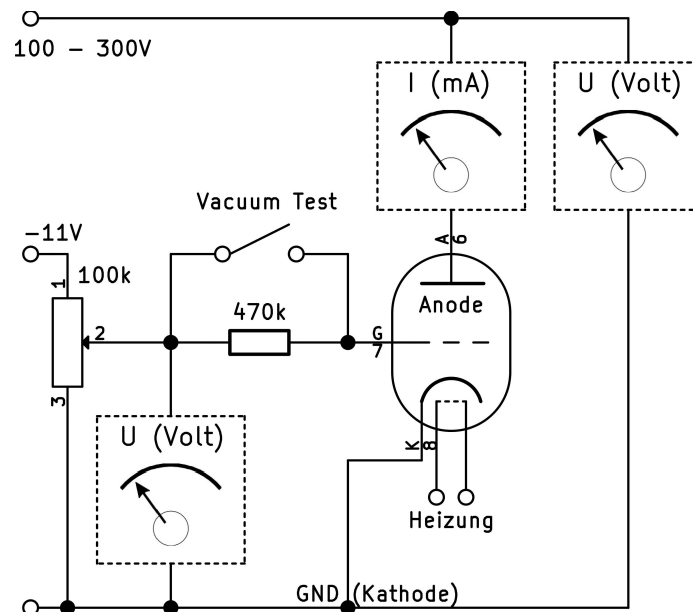 100 – 300V
I (mA)
U (Volt)
Vacuum Test
A
6
-11V
1
100k
Anode
470k
2
G
7
3
U (Volt)
K
8
Heizung
GND (Kathode)